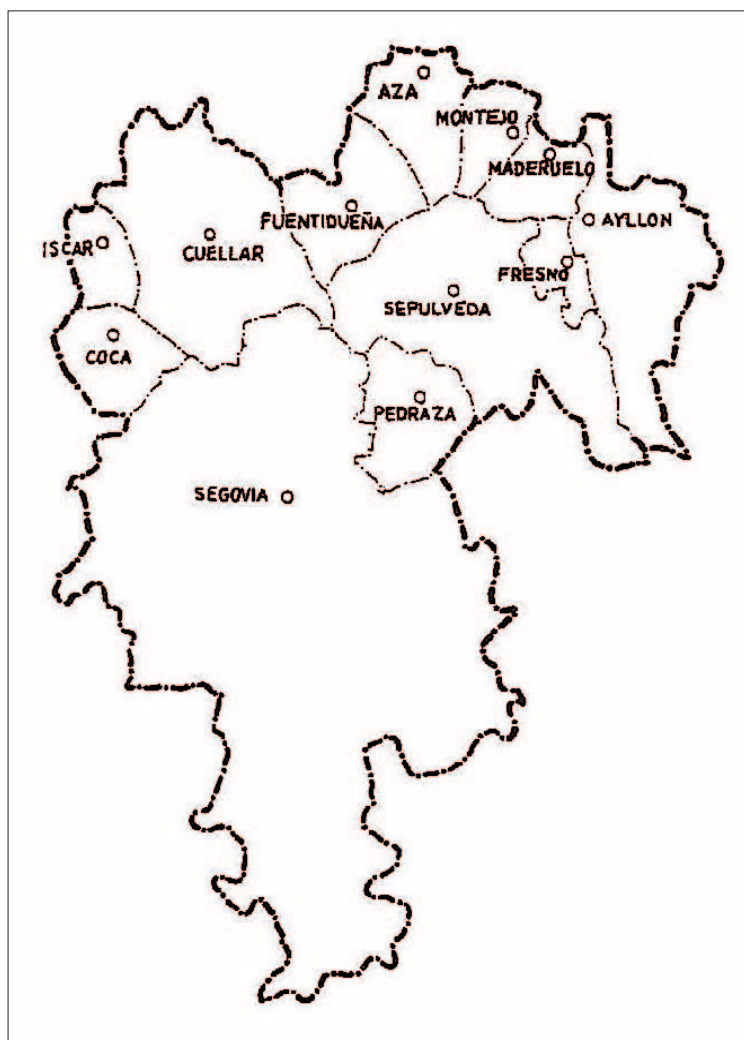 AZA
MONTEJO
MADERUELO
ISCAR
CUELLAR
FUENTIDUEÑA
AYLLON
FRESNO
SEPULVEDA
COCA
PEDRAZA
SEGOVIA